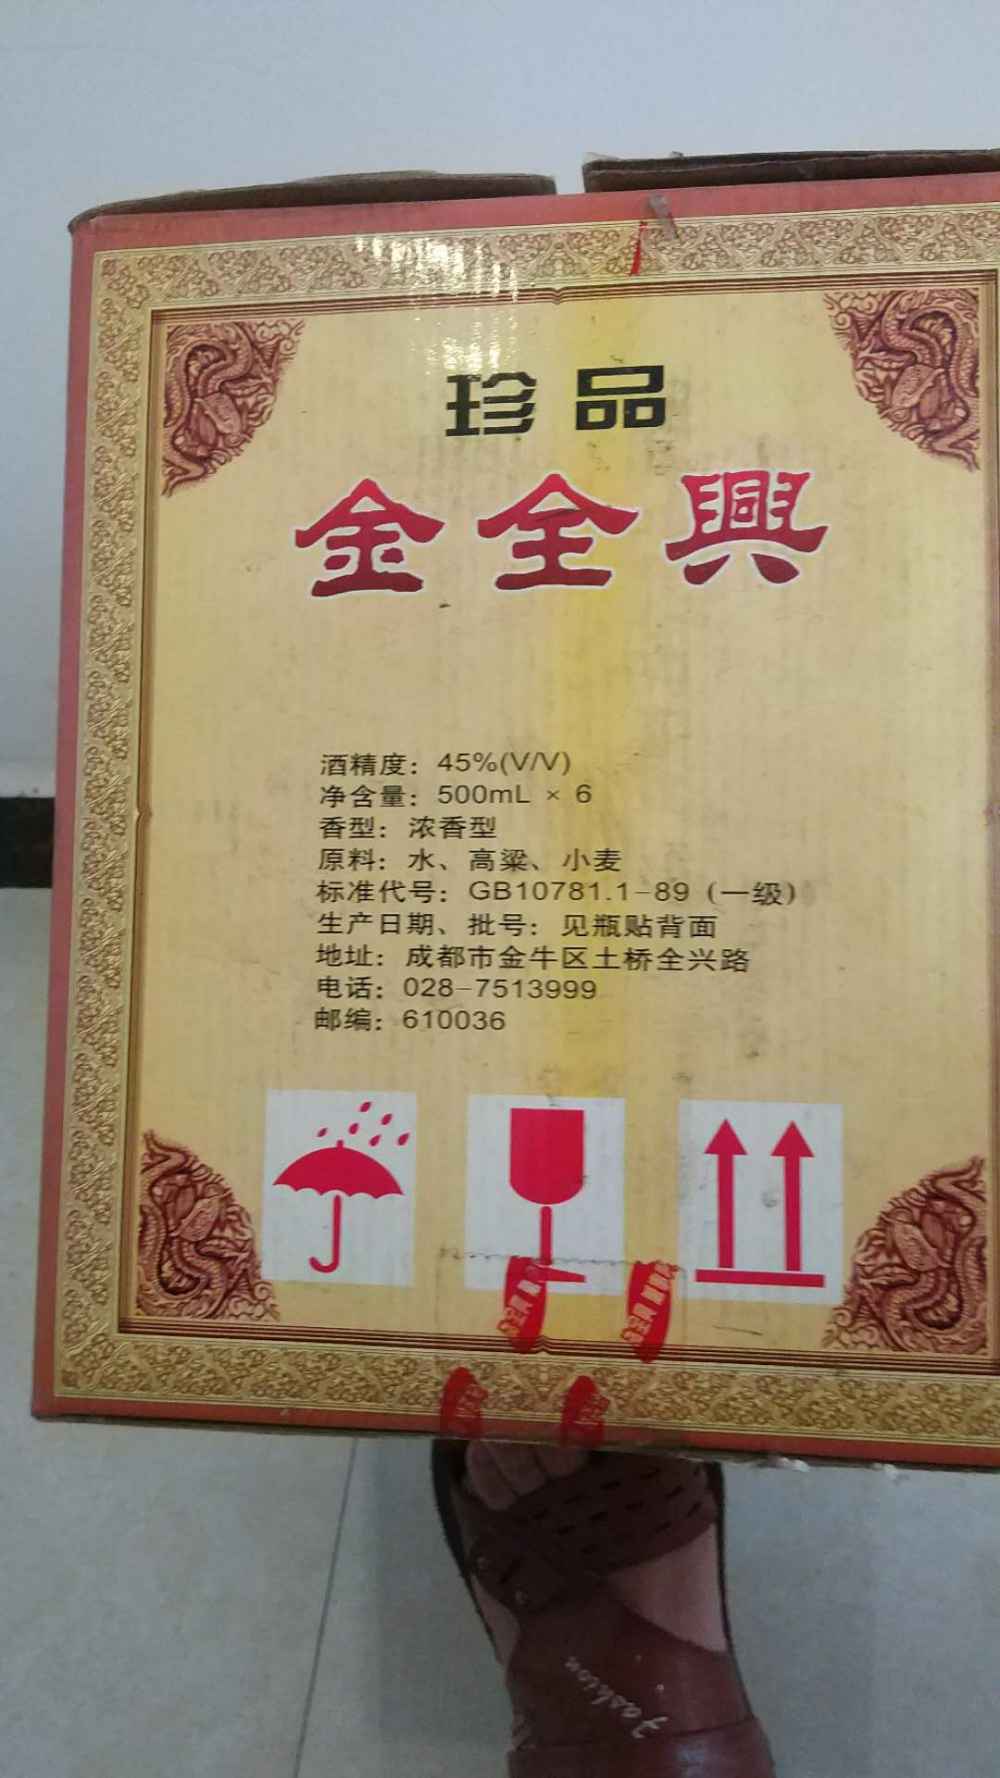 珍品
金全興
酒精度：45%(V/V)
净含量：500mL × 6
香型：浓香型
原料：水、高粱、小麦
标准代号：GB10781.1-89（一级）
生产日期、批号：见瓶贴背面
地址：成都市金牛区土桥全兴路
电话：028-7513999
邮编：610036
fashion